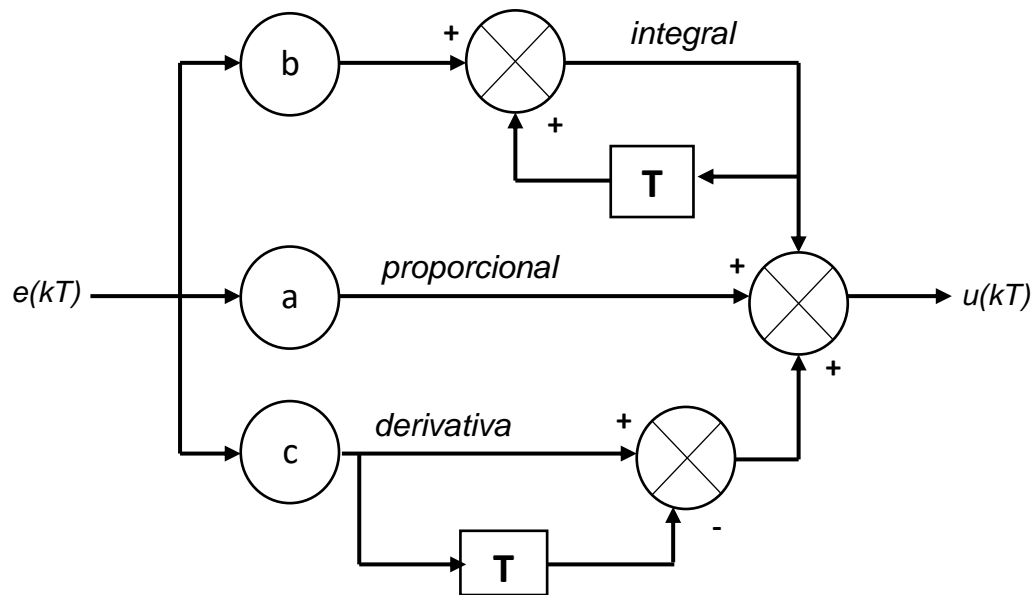 b
+
integral
+
T
e(kT)
a
proporcional
+
u(kT)
+
c
derivativa
+
-
T